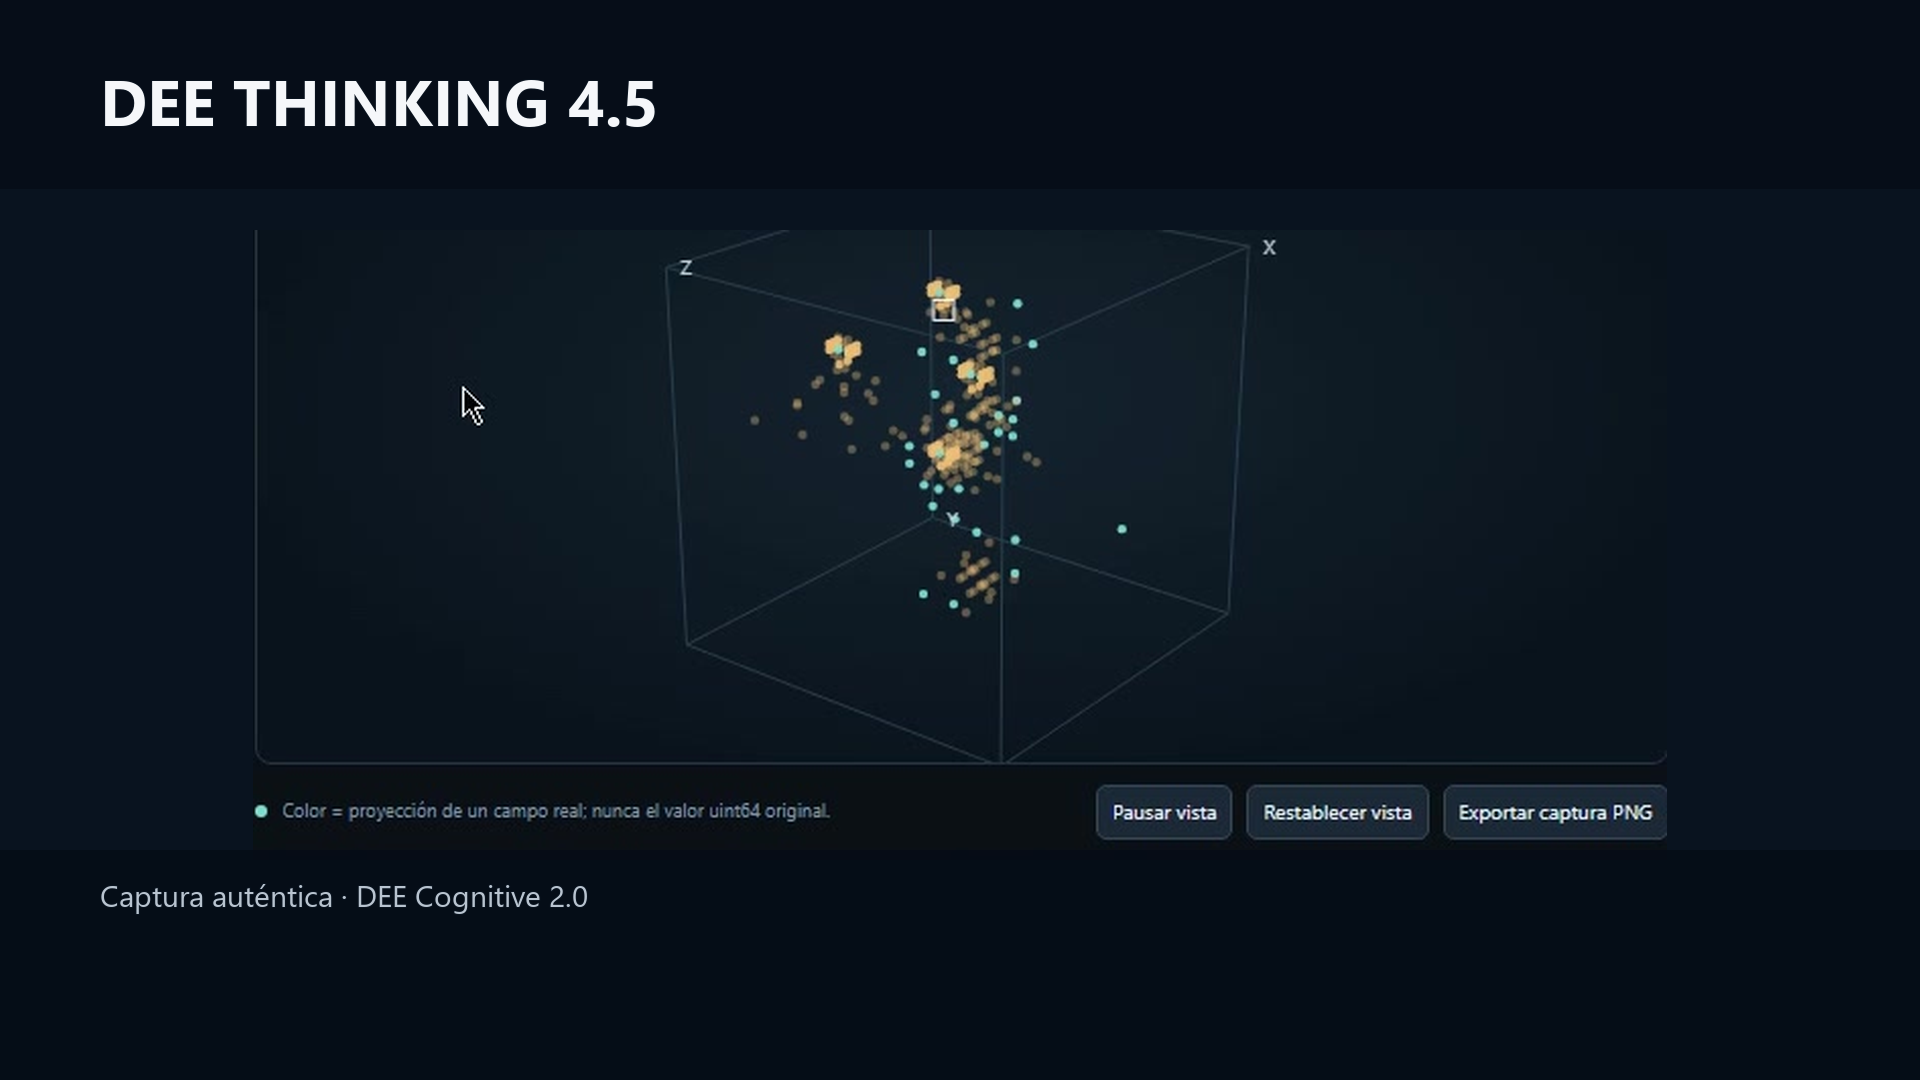 DEE THINKING 4.5
X
Z
Y
Color = proyección de un campo real; nunca el valor uint64 original.
Pausar vista
Restablecer vista
Exportar captura PNG
Captura auténtica · DEE Cognitive 2.0